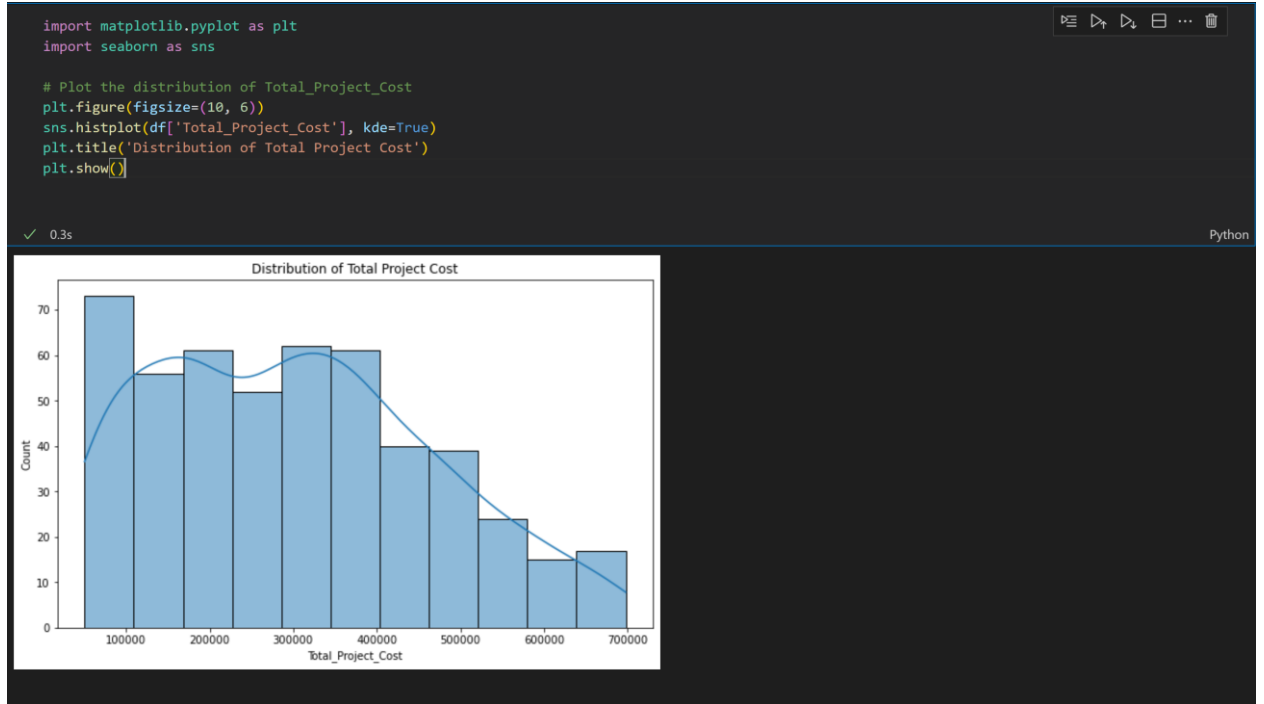 import matplotlib.pyplot as plt
import seaborn as sns
# Plot the distribution of Total_Project_Cost
plt.figure(figsize=(10, 6))
sns.histplot(df['Total_Project_Cost'], kde=True)
plt.title('Distribution of Total Project Cost')
plt.show()
0.3s
Python
Distribution of Total Project Cost
70
60
50
40
30
20
10
0
Count
100000 200000 300000 400000 500000 600000 700000
Total_Project_Cost